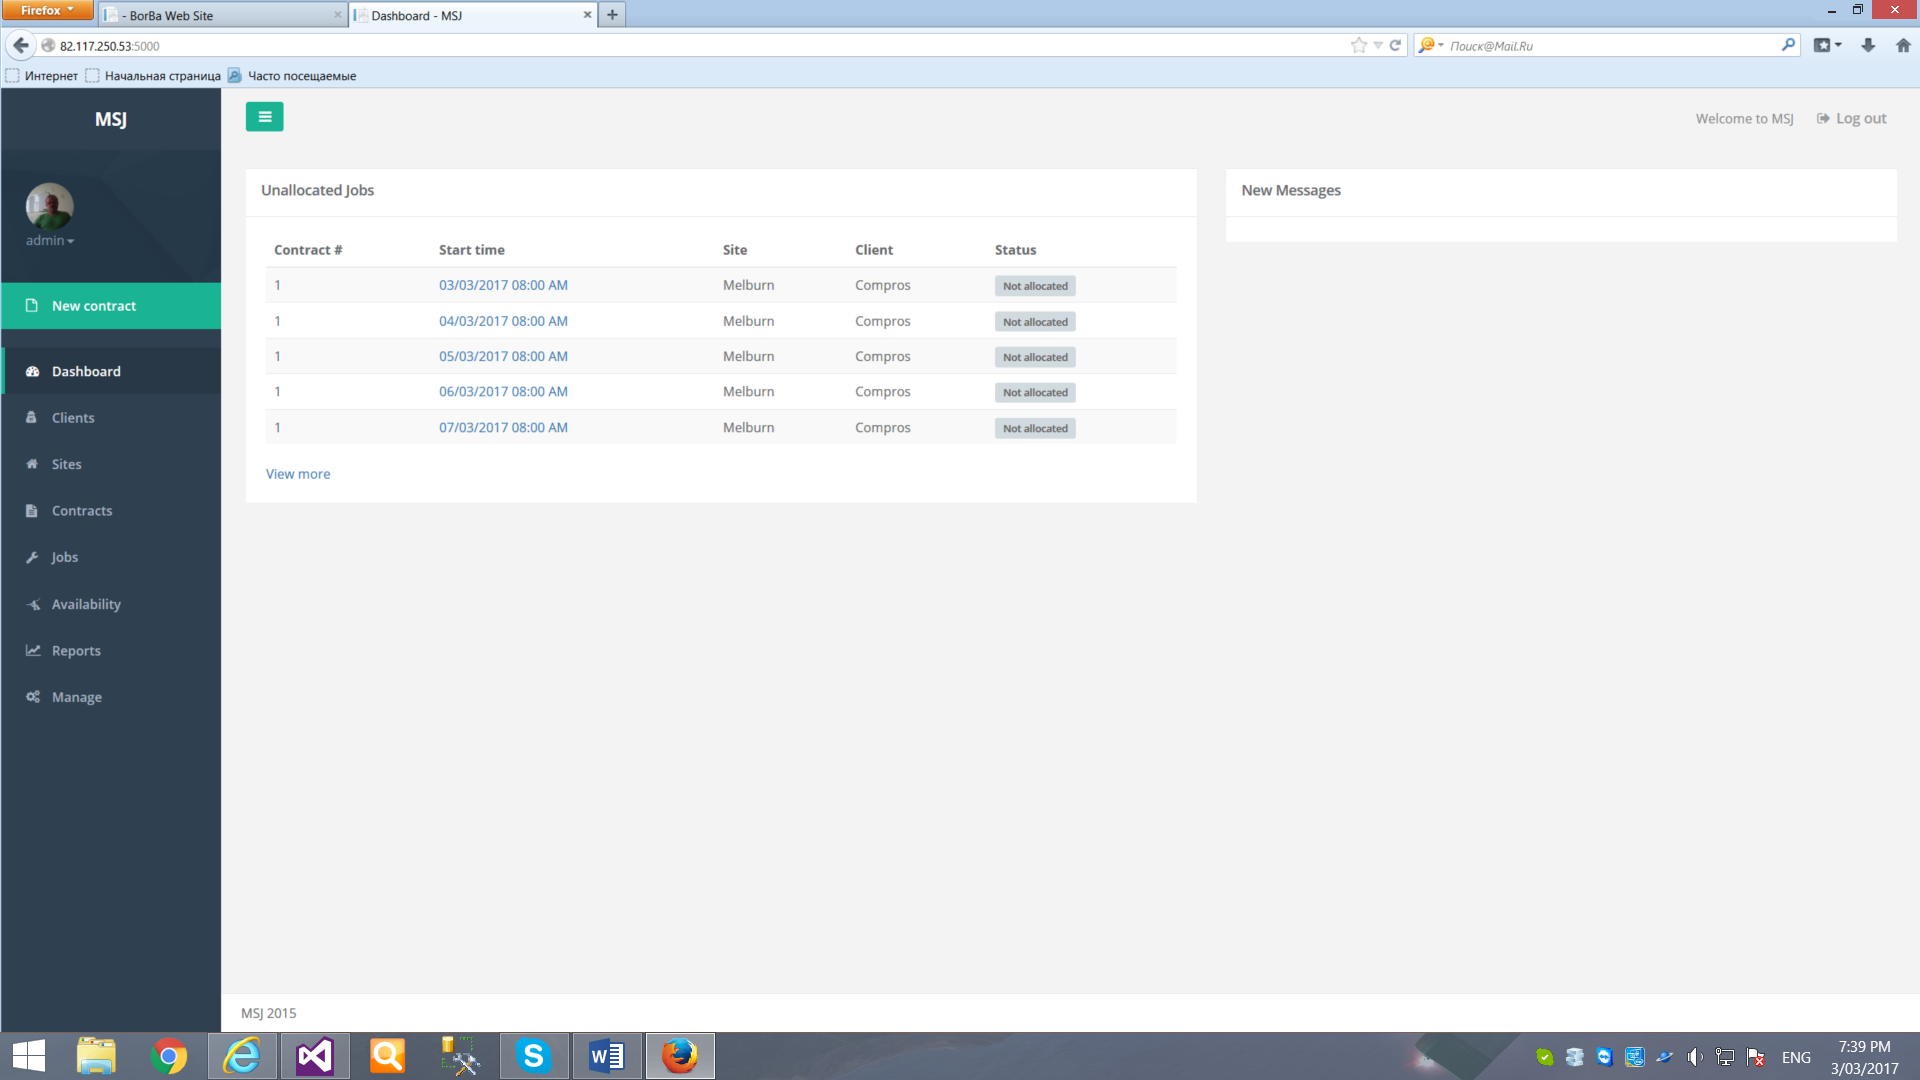 Firefox
- BorBa Web Site
Dashboard - MSJ
82.117.250.53:5000
Поиск@Mail.Ru
Интернет
Начальная страница
Часто посещаемые
MSJ
Welcome to MSJ
Log out
admin
New contract
Dashboard
Clients
Sites
Contracts
Jobs
Availability
Reports
Manage
Unallocated Jobs
Contract # Start time Site Client Status
1 03/03/2017 08:00 AM Melburn Compros Not allocated
1 04/03/2017 08:00 AM Melburn Compros Not allocated
1 05/03/2017 08:00 AM Melburn Compros Not allocated
1 06/03/2017 08:00 AM Melburn Compros Not allocated
1 07/03/2017 08:00 AM Melburn Compros Not allocated
View more
New Messages
MSJ 2015
ENG
7:39 PM
3/03/2017